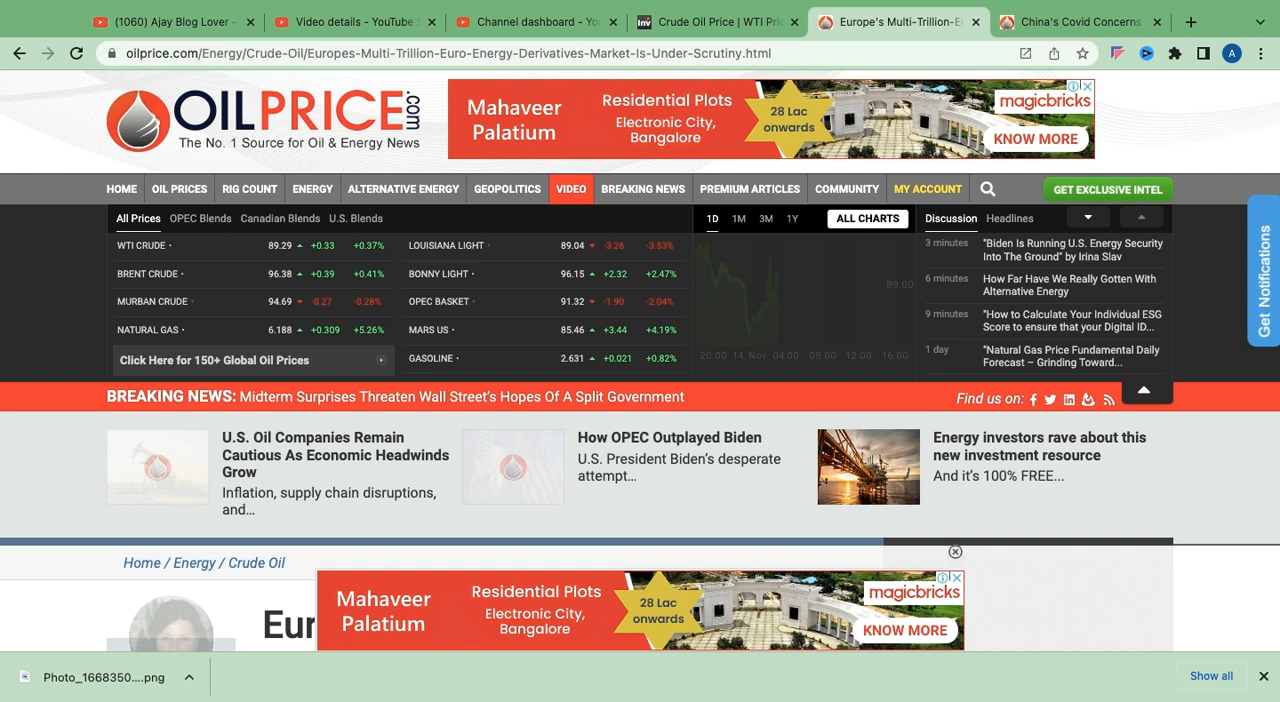 (1060) Ajay Blog Lover -
Video details - YouTube
Channel dashboard - You
Crude Oil Price | WTI Pric
Europe's Multi-Trillion-E
China's Covid Concerns
oilprice.com/Energy/Crude-Oil/Europes-Multi-Trillion-Euro-Energy-Derivatives-Market-Is-Under-Scrutiny.html
A
OILPRICE.com
The No. 1 Source for Oil & Energy News
Mahaveer
Palatium
Residential Plots
Electronic City,
Bangalore
28 Lac
onwards
magicbricks
KNOW MORE
HOME
OIL PRICES
RIG COUNT
ENERGY
ALTERNATIVE ENERGY
GEOPOLITICS
VIDEO
BREAKING NEWS
PREMIUM ARTICLES
COMMUNITY
MY ACCOUNT
GET EXCLUSIVE INTEL
All Prices
OPEC Blends
Canadian Blends
U.S. Blends
WTI CRUDE • 89.29 +0.33 +0.37%
BRENT CRUDE • 96.38 +0.39 +0.41%
MURBAN CRUDE • 94.69 -0.27 -0.28%
NATURAL GAS • 6.188 +0.309 +5.26%
Click Here for 150+ Global Oil Prices
LOUISIANA LIGHT • 89.04 -3.26 -3.53%
BONNY LIGHT • 96.15 +2.32 +2.47%
OPEC BASKET • 91.32 -1.90 -2.04%
MARS US • 85.46 +3.44 +4.19%
GASOLINE • 2.631 +0.021 +0.82%
1D
1M
3M
1Y
ALL CHARTS
89.00
20:00 14. Nov 04:00 08:00 12:00 16:00
Discussion
Headlines
3 minutes "Biden Is Running U.S. Energy Security
Into The Ground" by Irina Slav
6 minutes How Far Have We Really Gotten With
Alternative Energy
9 minutes "How to Calculate Your Individual ESG
Score to ensure that your Digital ID...
1 day "Natural Gas Price Fundamental Daily
Forecast – Grinding Toward...
Get Notifications
BREAKING NEWS: Midterm Surprises Threaten Wall Street's Hopes Of A Split Government
Find us on:
U.S. Oil Companies Remain
Cautious As Economic Headwinds
Grow
Inflation, supply chain disruptions,
and...
How OPEC Outplayed Biden
U.S. President Biden's desperate
attempt...
Energy investors rave about this
new investment resource
And it's 100% FREE...
Home / Energy / Crude Oil
Eur
Mahaveer
Palatium
Residential Plots
Electronic City,
Bangalore
28 Lac
onwards
magicbricks
KNOW MORE
Photo_1668350....png
Show all